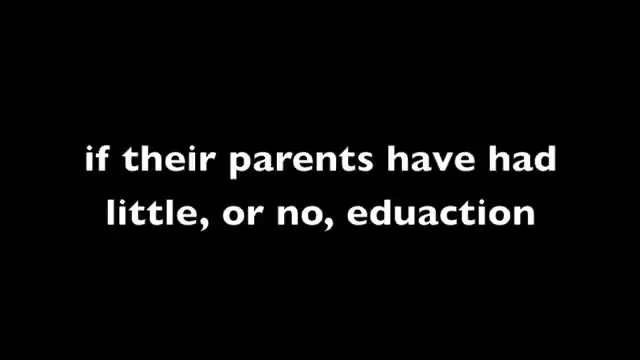 if their parents have had
little, or no, eduaction